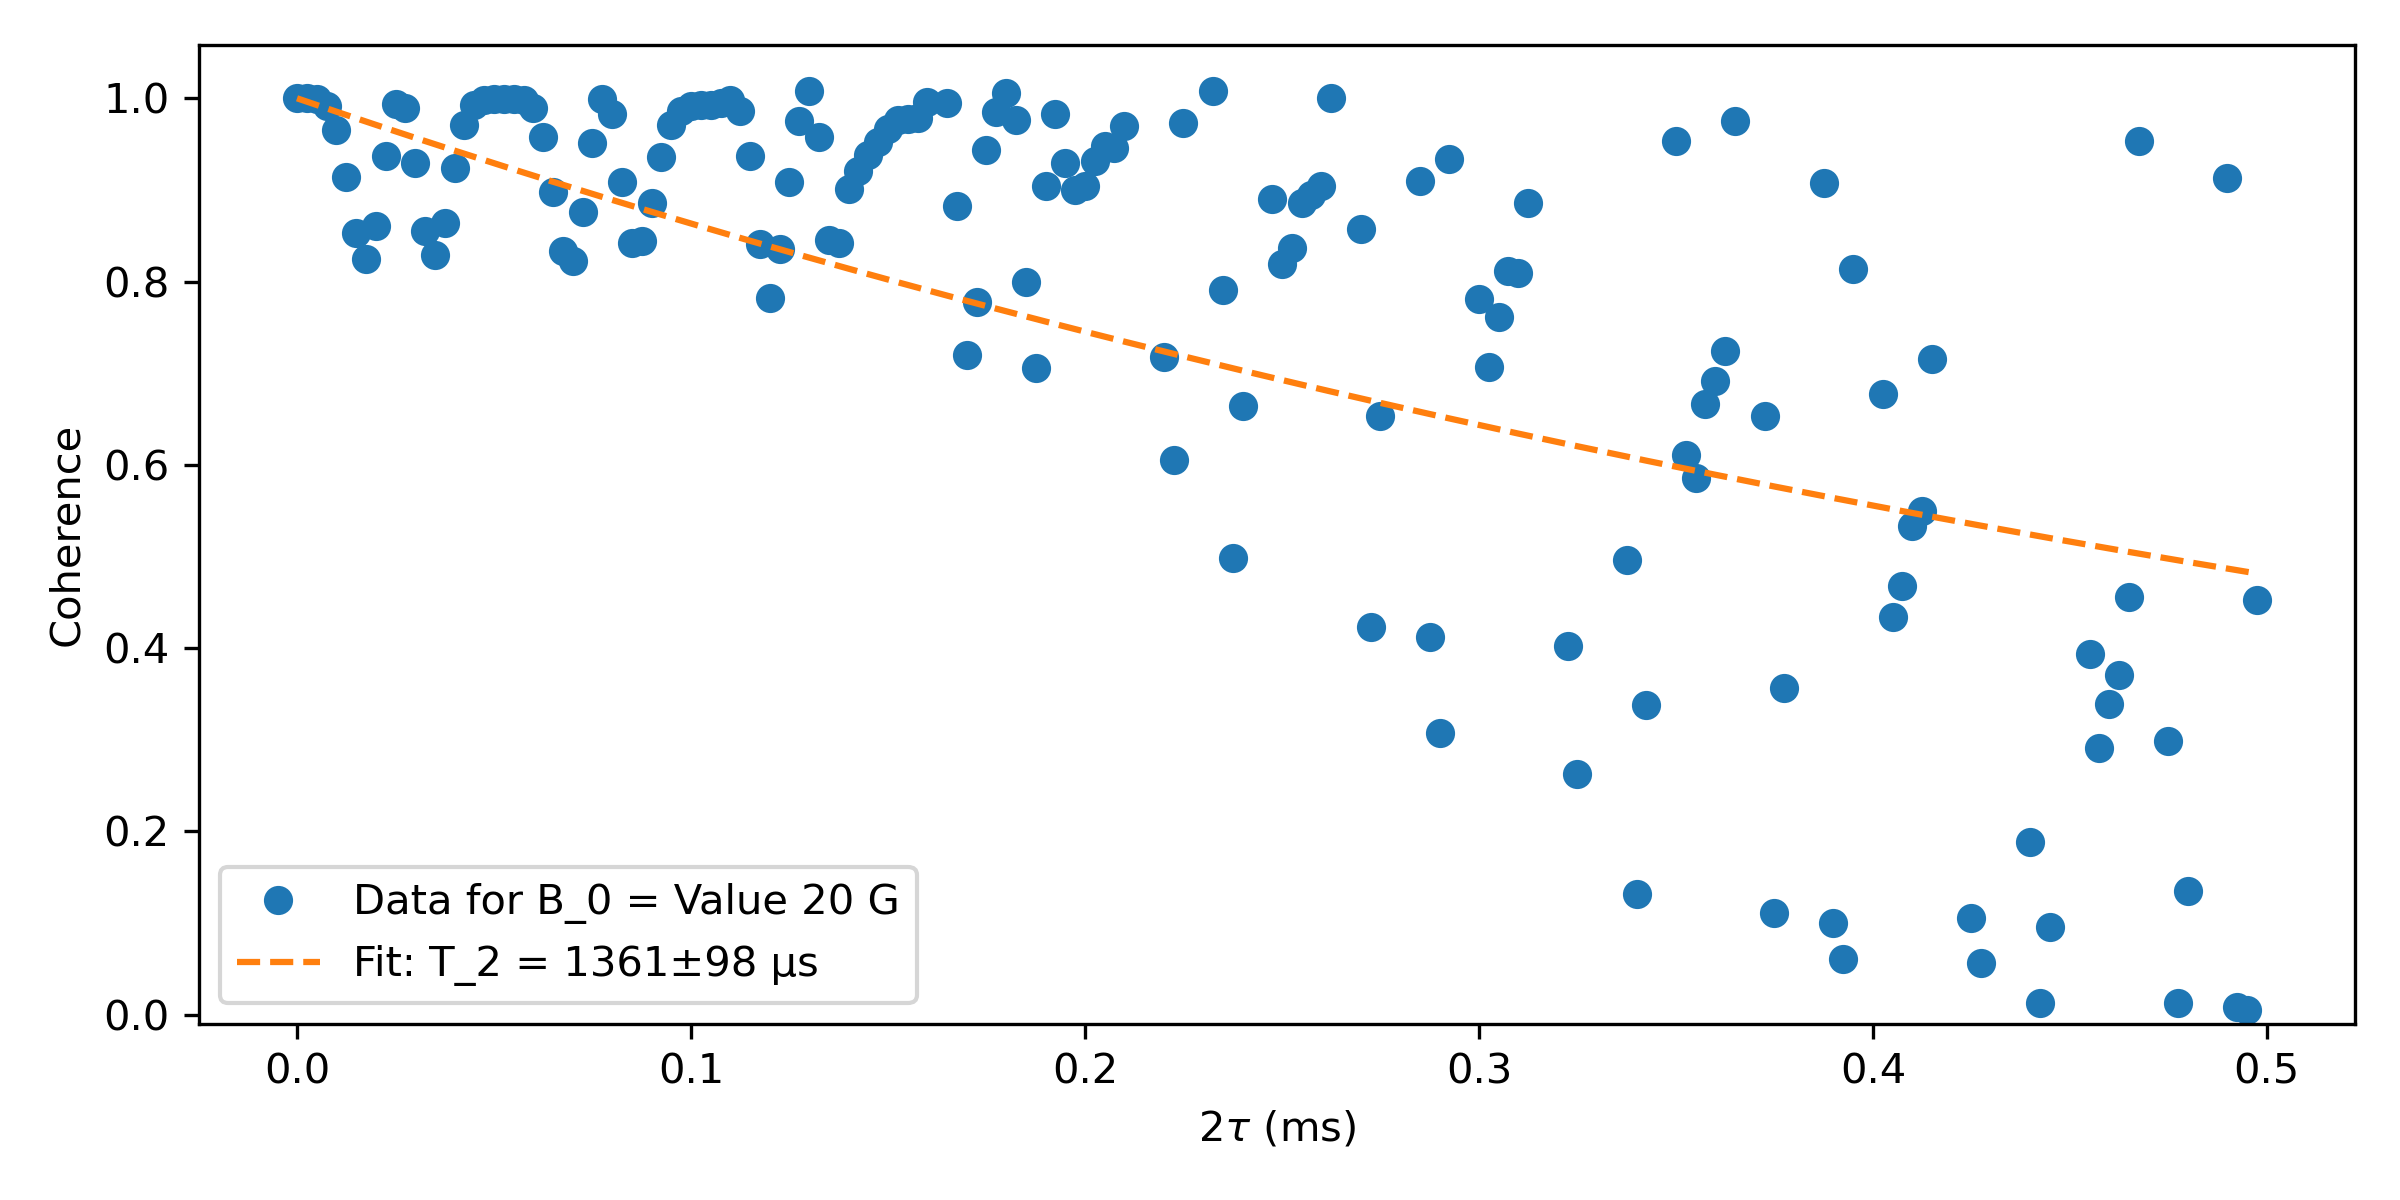 1.0
0.8
0.6
0.4
0.2
0.0
Coherence
Data for B_0 = Value 20 G
Fit: T_2 = 1361±98 µs
0.0 0.1 0.2 0.3 0.4 0.5
2τ (ms)